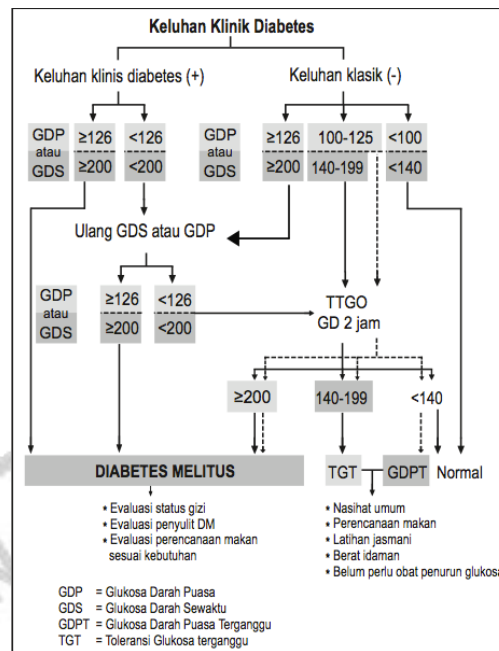 Keluhan Klinik Diabetes
Keluhan klinis diabetes (+)
Keluhan klasik (-)
GDP
atau
GDS
≥126
≥200
<126
<200
GDP
atau
GDS
≥126
≥200
100-125
140-199
<100
<140
Ulang GDS atau GDP
GDP
atau
GDS
≥126
≥200
<126
<200
TTGO
GD 2 jam
≥200
140-199
<140
DIABETES MELITUS
TGT
GDPT
Normal
* Evaluasi status gizi
* Evaluasi penyulit DM
* Evaluasi perencanaan makan
sesuai kebutuhan
* Nasihat umum
* Perencanaan makan
* Latihan jasmani
* Berat idaman
* Belum perlu obat penurun glukosa
GDP = Glukosa Darah Puasa
GDS = Glukosa Darah Sewaktu
GDPT = Glukosa Darah Puasa Terganggu
TGT = Toleransi Glukosa terganggu